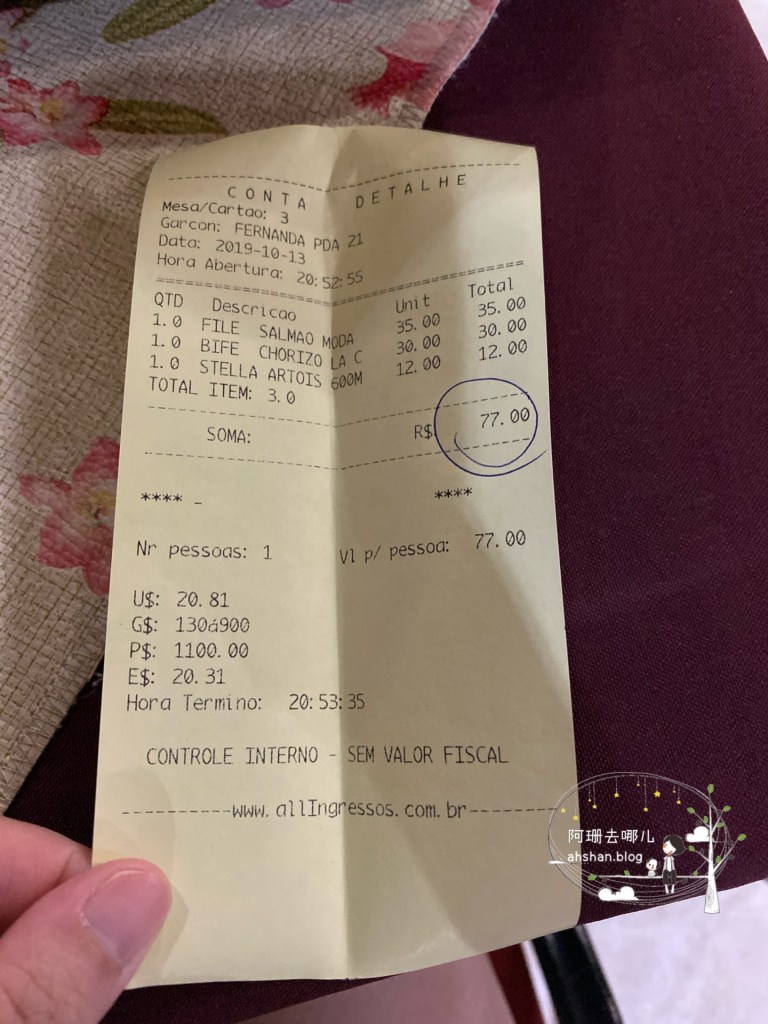 CONTA DETALHE
Mesa/Cartao: 3
Garcon: FERNANDA PDA 21
Data: 2019-10-13
Hora Abertura: 20:52:55
QTD Descricao Unit Total
1.0 FILE SALMAO MODA 35.00 35.00
1.0 BIFE CHORIZO LA C 30.00 30.00
1.0 STELLA ARTOIS 600M 12.00 12.00
TOTAL ITEM: 3.0
SOMA: R$ 77.00
**** _ ****
Nr pessoas: 1 Vl p/ pessoa: 77.00
U$: 20.81
G$: 130á900
P$: 1100.00
E$: 20.31
Hora Termino: 20:53:35
CONTROLE INTERNO - SEM VALOR FISCAL
----------www.allIngressos.com.br----------
阿珊去哪儿
ahshan.blog